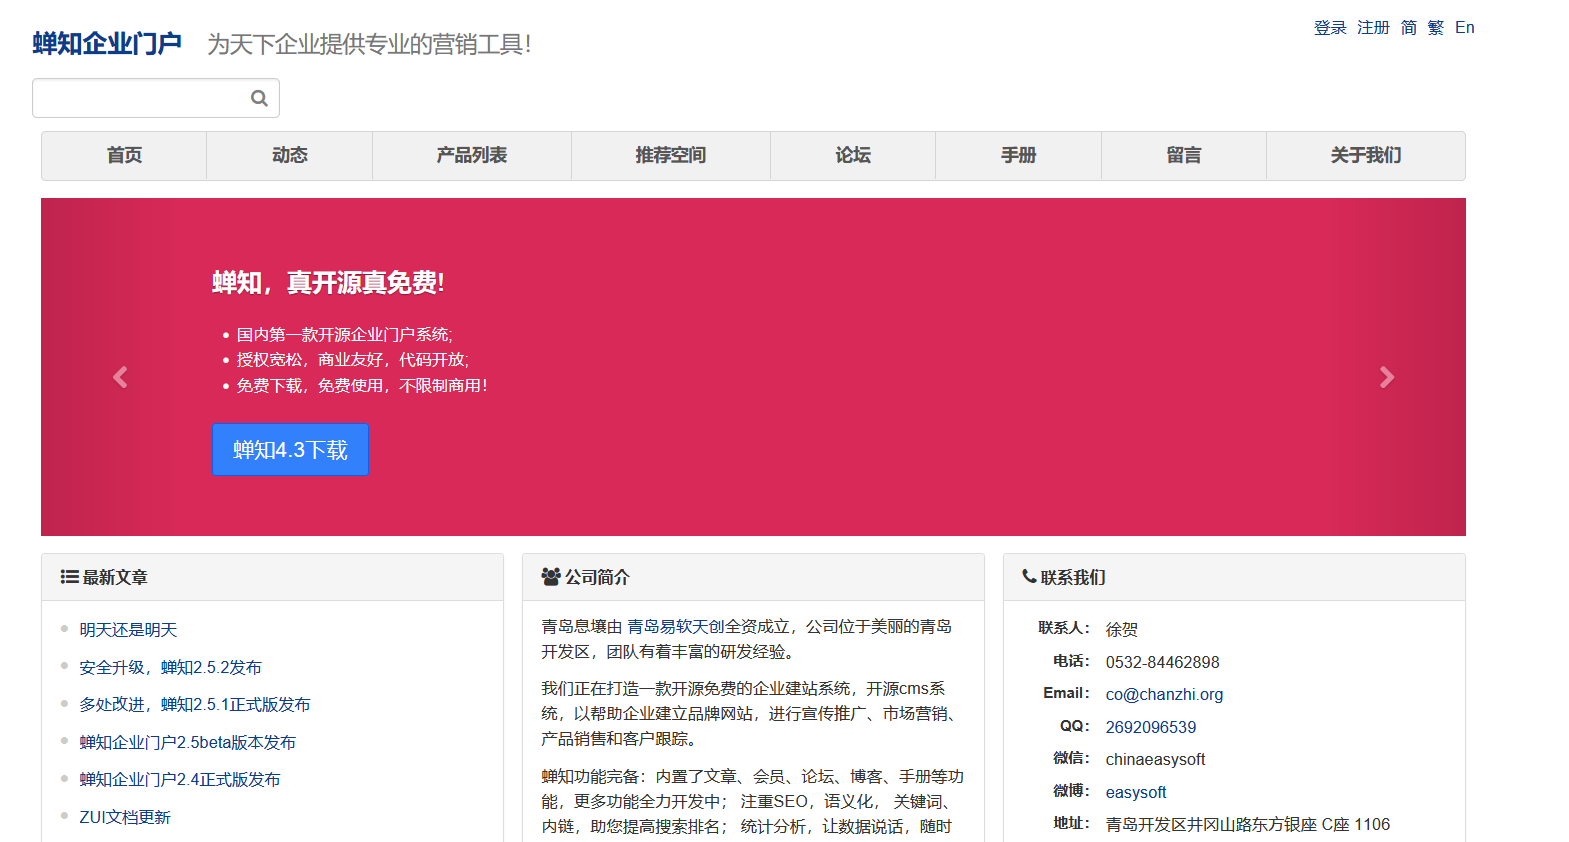 登录 注册 简 繁 En
蝉知企业门户 为天下企业提供专业的营销工具！
首页 动态 产品列表 推荐空间 论坛 手册 留言 关于我们
蝉知，真开源真免费!
国内第一款开源企业门户系统;
授权宽松，商业友好，代码开放;
免费下载，免费使用，不限制商用！
蝉知4.3下载
最新文章
明天还是明天
安全升级，蝉知2.5.2发布
多处改进，蝉知2.5.1正式版发布
蝉知企业门户2.5beta版本发布
蝉知企业门户2.4正式版发布
ZUI文档更新
公司简介
青岛息壤由 青岛易软天创全资成立，公司位于美丽的青岛
开发区，团队有着丰富的研发经验。
我们正在打造一款开源免费的企业建站系统，开源cms系
统，以帮助企业建立品牌网站，进行宣传推广、市场营销、
产品销售和客户跟踪。
蝉知功能完备：内置了文章、会员、论坛、博客、手册等功
能，更多功能全力开发中； 注重SEO，语义化， 关键词、
内链，助您提高搜索排名； 统计分析，让数据说话，随时
联系我们
联系人： 徐贺
电话： 0532-84462898
Email： co@chanzhi.org
QQ： 2692096539
微信： chinaeasysoft
微博： easysoft
地址： 青岛开发区井冈山路东方银座 C座 1106